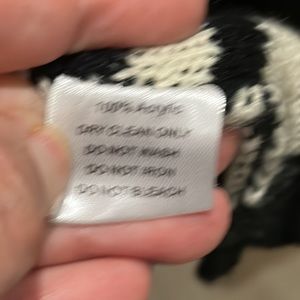 100% Acrylic
DRY CLEAN ONLY
DO NOT WASH
DO NOT IRON
DO NOT BLEACH